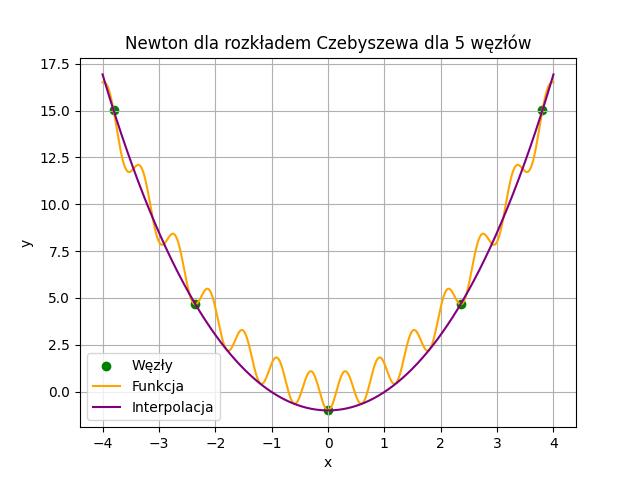 Newton dla rozkładem Czebyszewa dla 5 węzłów
17.5
15.0
12.5
10.0
7.5
5.0
2.5
0.0
y
Węzły
Funkcja
Interpolacja
−4 −3 −2 −1 0 1 2 3 4
x